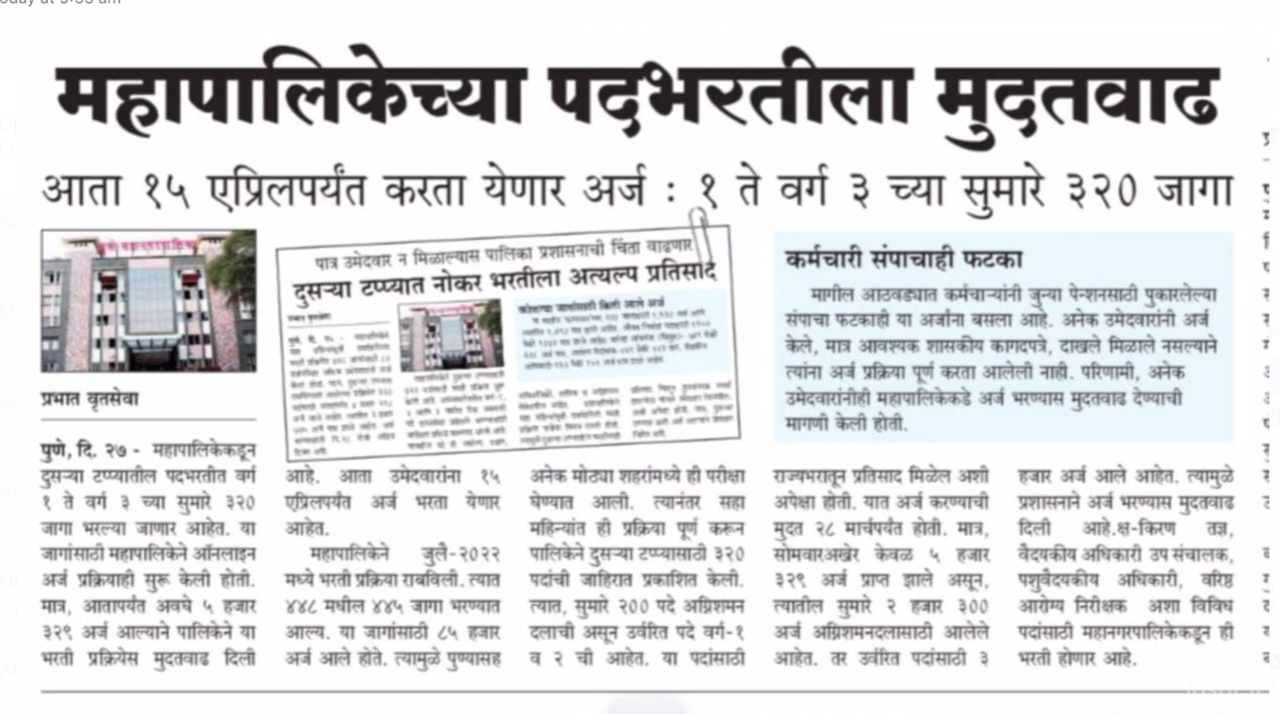 महापालिकेच्या पदभरतीला मुदतवाढ
आता १५ एप्रिलपर्यंत करता येणार अर्ज : १ ते वर्ग ३ च्या सुमारे ३२० जागा
पात्र उमेदवार न मिळाल्यास पालिका प्रशासनाची चिंता वाढणार
दुसऱ्या टप्प्यात नोकर भरतीला अत्यल्प प्रतिसाद
कर्मचारी संपाचाही फटका
मागील आठवड्यात कर्मचाऱ्यांनी जुन्या पेन्शनसाठी पुकारलेल्या
संपाचा फटकाही या अर्जांना बसला आहे. अनेक उमेदवारांनी अर्ज
केले, मात्र आवश्यक शासकीय कागदपत्रे, दाखले मिळाले नसल्याने
त्यांना अर्ज प्रक्रिया पूर्ण करता आलेली नाही. परिणामी, अनेक
उमेदवारांनीही महापालिकेकडे अर्ज भरण्यास मुदतवाढ देण्याची
मागणी केली होती.
प्रभात वृतसेवा
पुणे, दि. २७ - महापालिकेकडून
दुसऱ्या टप्प्यातील पदभरतीत वर्ग
१ ते वर्ग ३ च्या सुमारे ३२०
जागा भरल्या जाणार आहेत. या
जागांसाठी महापालिकेने ऑनलाइन
अर्ज प्रक्रियाही सुरू केली होती.
मात्र, आतापर्यंत अवघे ५ हजार
३२९ अर्ज आल्याने पालिकेने या
भरती प्रक्रियेस मुदतवाढ दिली
आहे. आता उमेदवारांना १५
एप्रिलपर्यंत अर्ज भरता येणार
आहेत.
महापालिकेने जुलै-२०२२
मध्ये भरती प्रक्रिया राबविली. त्यात
४४८ मधील ४४५ जागा भरण्यात
आल्य. या जागांसाठी ८५ हजार
अर्ज आले होते. त्यामुळे पुण्यासह
अनेक मोठ्या शहरांमध्ये ही परीक्षा
घेण्यात आली. त्यानंतर सहा
महिन्यांत ही प्रक्रिया पूर्ण करून
पालिकेने दुसऱ्या टप्प्यासाठी ३२०
पदांची जाहिरात प्रकाशित केली.
त्यात, सुमारे २०० पदे अग्निशमन
दलाची असून उर्वरित पदे वर्ग-१
व २ ची आहेत. या पदांसाठी
राज्यभरातून प्रतिसाद मिळेल अशी
अपेक्षा होती. यात अर्ज करण्याची
मुदत २८ मार्चपर्यंत होती. मात्र,
सोमवारअखेर केवळ ५ हजार
३२९ अर्ज प्राप्त झाले असून,
त्यातील सुमारे २ हजार ३००
अर्ज अग्निशमनदलासाठी आलेले
आहेत. तर उर्वरित पदांसाठी ३
हजार अर्ज आले आहेत. त्यामुळे
प्रशासनाने अर्ज भरण्यास मुदतवाढ
दिली आहे.क्ष-किरण तज्ञ,
वैदयकीय अधिकारी उप संचालक,
पशुवैदयकीय अधिकारी, वरिष्ठ
आरोग्य निरीक्षक अशा विविध
पदांसाठी महानगरपालिकेकडून ही
भरती होणार आहे.